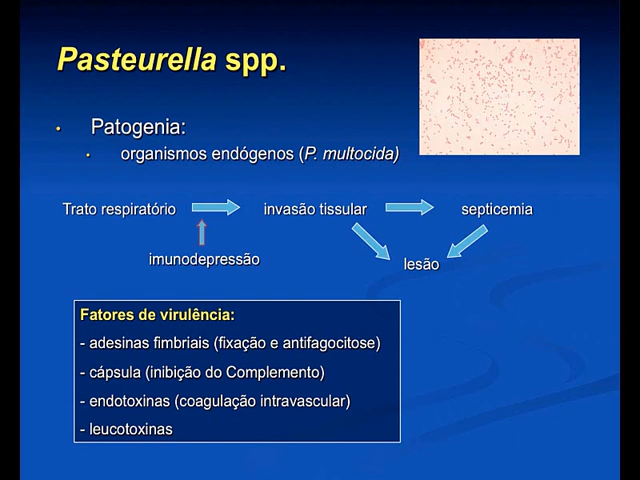 Pasteurella spp.
• Patogenia:
• organismos endógenos (P. multocida)
Trato respiratório invasão tissular septicemia
imunodepressão lesão
Fatores de virulência:
- adesinas fimbriais (fixação e antifagocitose)
- cápsula (inibição do Complemento)
- endotoxinas (coagulação intravascular)
- leucotoxinas